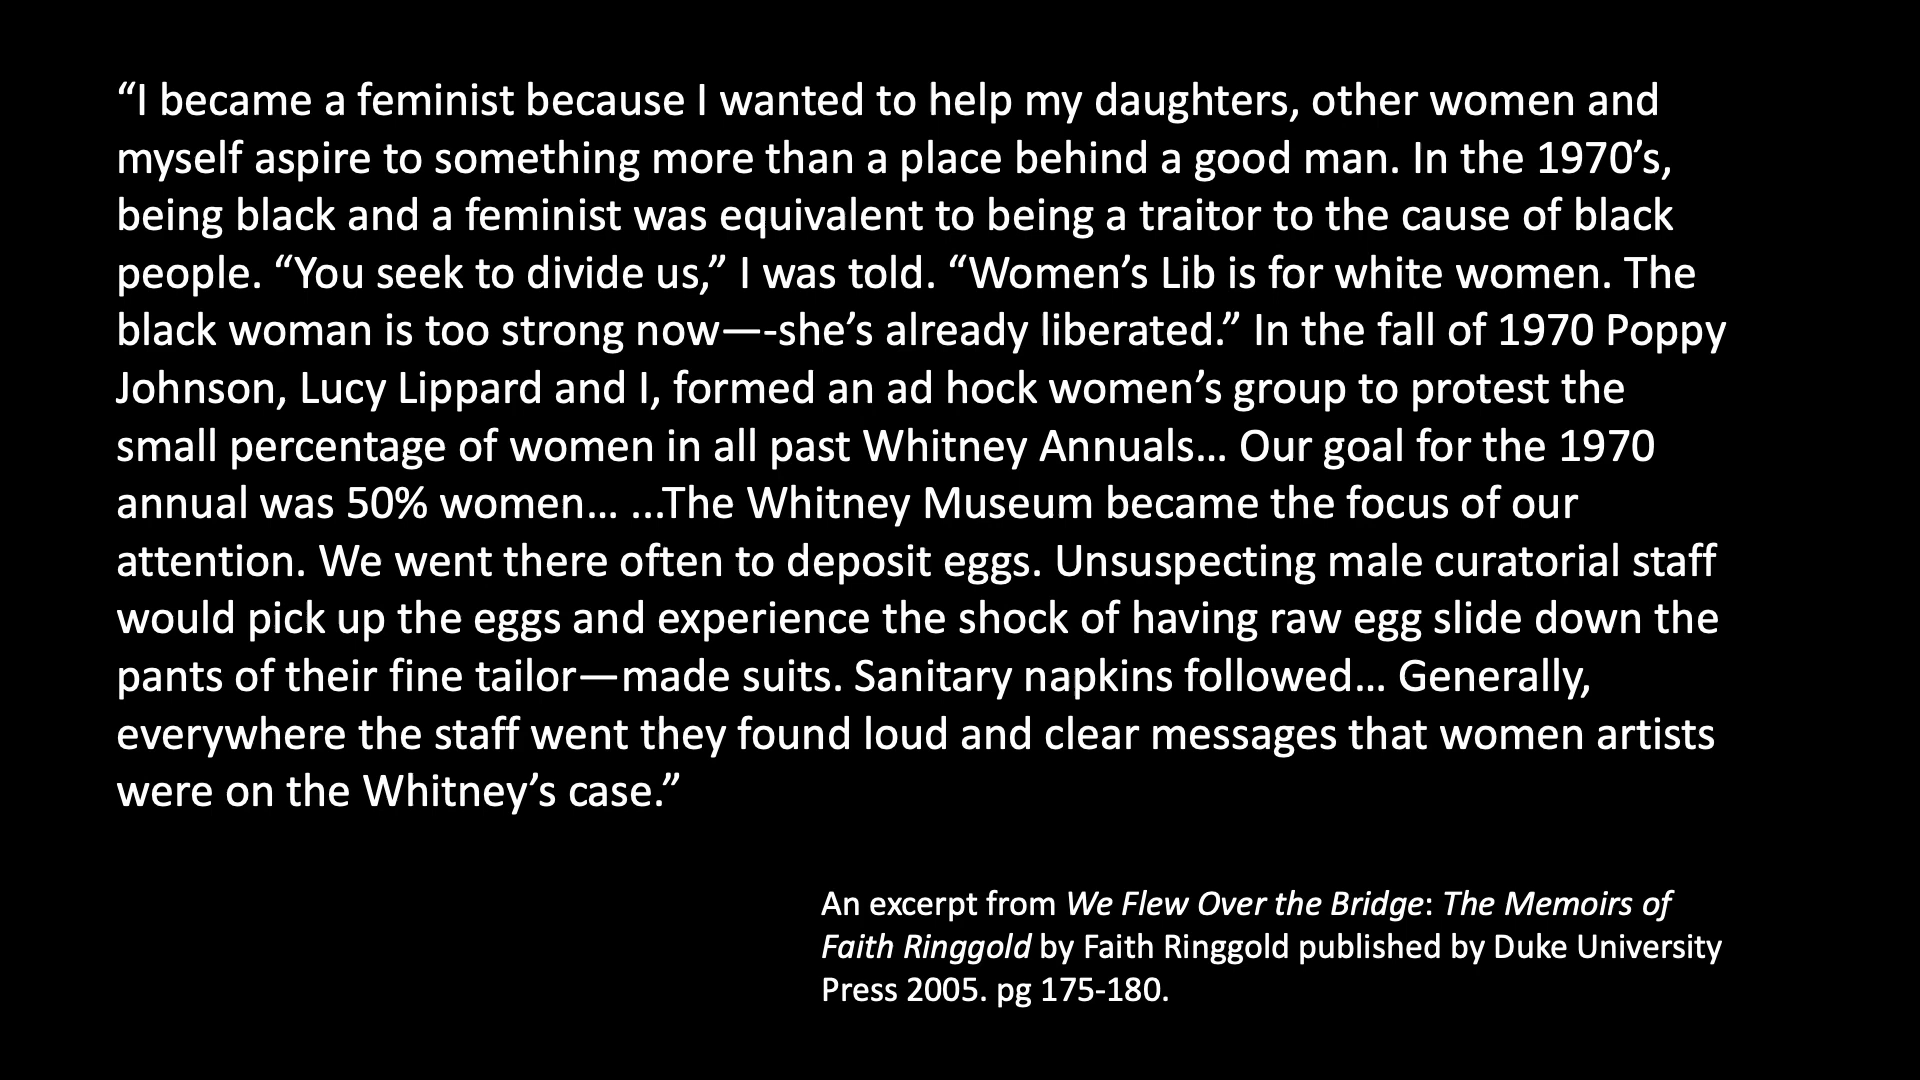 “I became a feminist because I wanted to help my daughters, other women and
myself aspire to something more than a place behind a good man. In the 1970’s,
being black and a feminist was equivalent to being a traitor to the cause of black
people. “You seek to divide us,” I was told. “Women’s Lib is for white women. The
black woman is too strong now—-she’s already liberated.” In the fall of 1970 Poppy
Johnson, Lucy Lippard and I, formed an ad hock women’s group to protest the
small percentage of women in all past Whitney Annuals… Our goal for the 1970
annual was 50% women… ...The Whitney Museum became the focus of our
attention. We went there often to deposit eggs. Unsuspecting male curatorial staff
would pick up the eggs and experience the shock of having raw egg slide down the
pants of their fine tailor—made suits. Sanitary napkins followed… Generally,
everywhere the staff went they found loud and clear messages that women artists
were on the Whitney’s case.”
An excerpt from We Flew Over the Bridge: The Memoirs of
Faith Ringgold by Faith Ringgold published by Duke University
Press 2005. pg 175-180.